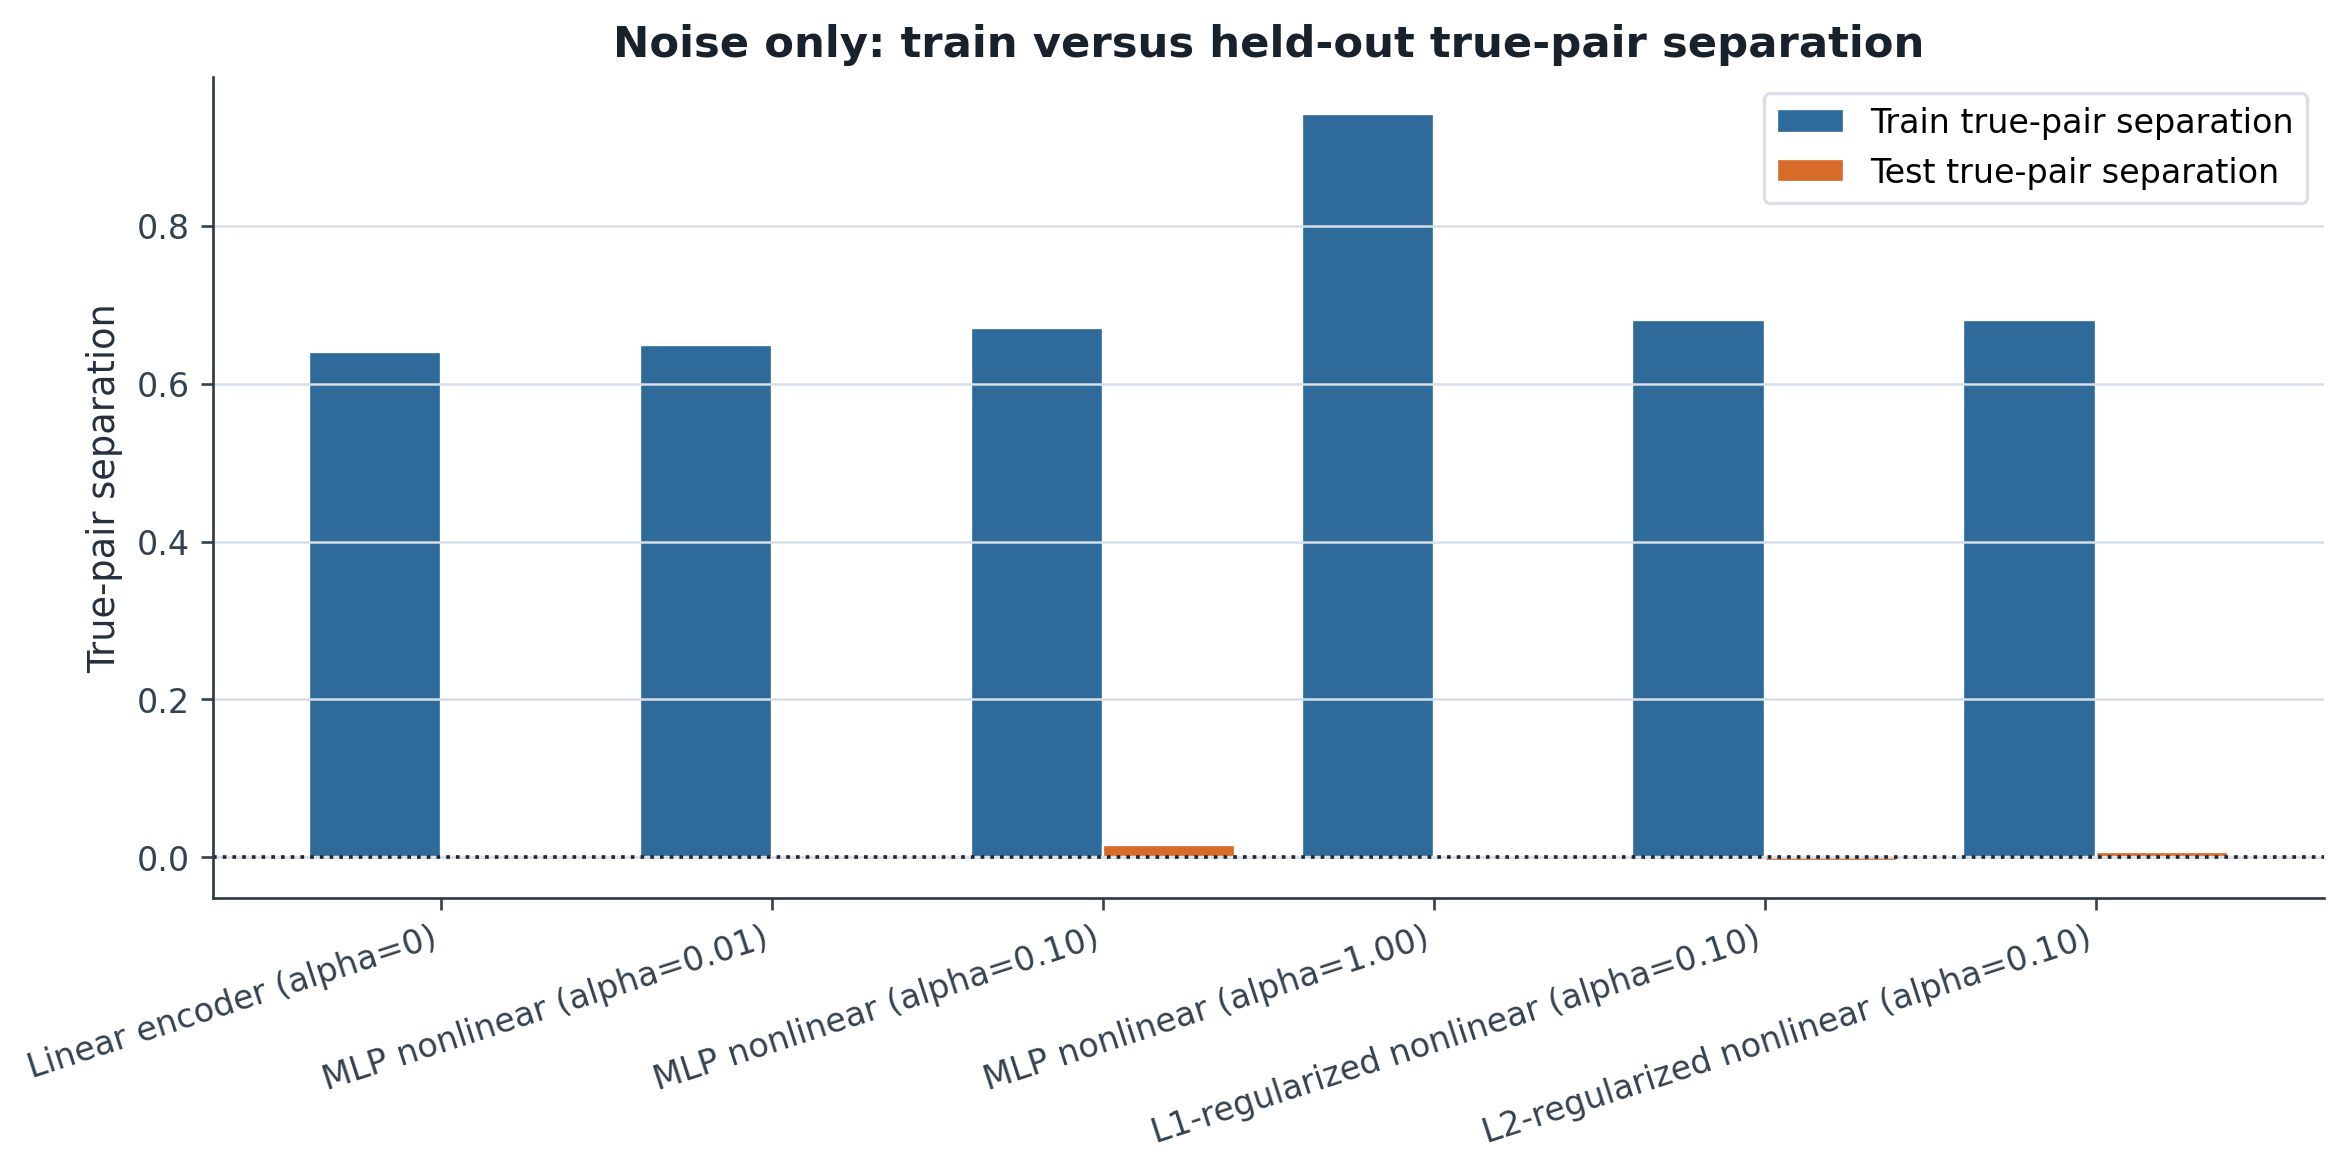 Noise only: train versus held-out true-pair separation
Train true-pair separation
Test true-pair separation
True-pair separation
0.8
0.6
0.4
0.2
0.0
Linear encoder (alpha=0)
MLP nonlinear (alpha=0.01)
MLP nonlinear (alpha=0.10)
MLP nonlinear (alpha=1.00)
L1-regularized nonlinear (alpha=0.10)
L2-regularized nonlinear (alpha=0.10)